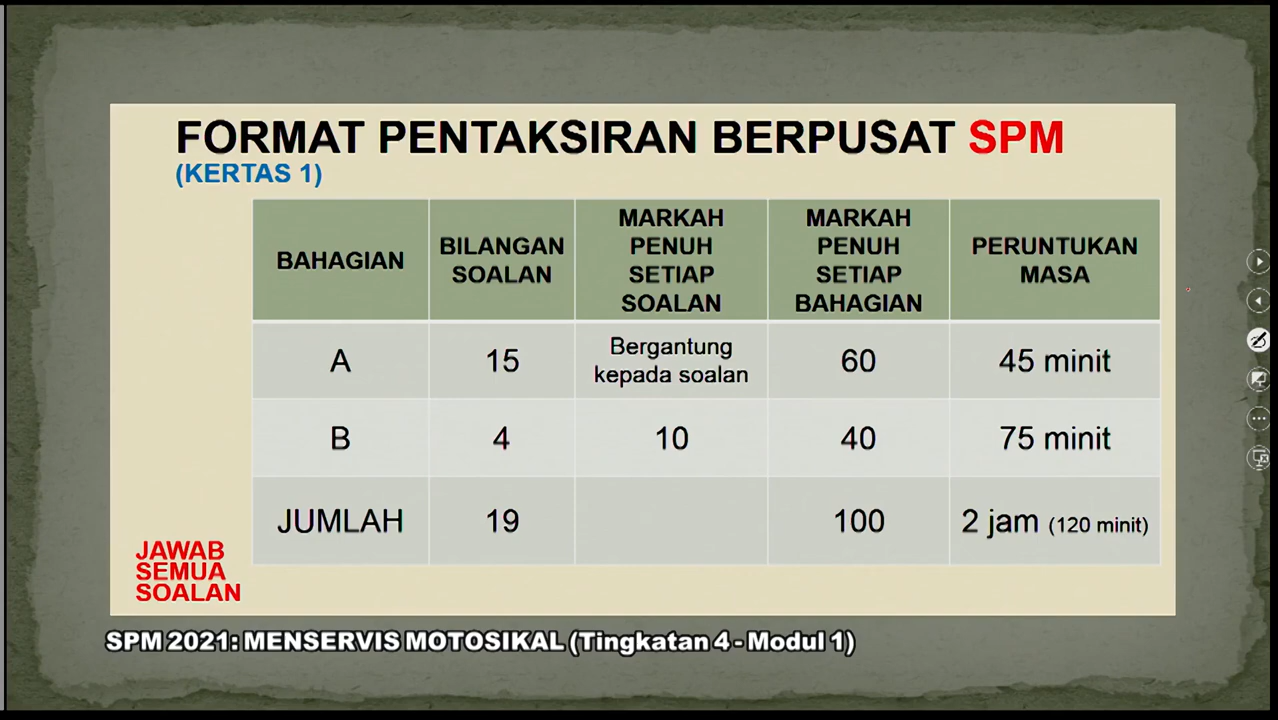 FORMAT PENTAKSIRAN BERPUSAT SPM
(KERTAS 1)
BAHAGIAN
BILANGAN
SOALAN
MARKAH
PENUH
SETIAP
SOALAN
MARKAH
PENUH
SETIAP
BAHAGIAN
PERUNTUKAN
MASA
A
15
Bergantung
kepada soalan
60
45 minit
B
4
10
40
75 minit
JUMLAH
19
100
2 jam (120 minit)
JAWAB
SEMUA
SOALAN
SPM 2021: MENSERVIS MOTOSIKAL (Tingkatan 4 - Modul 1)